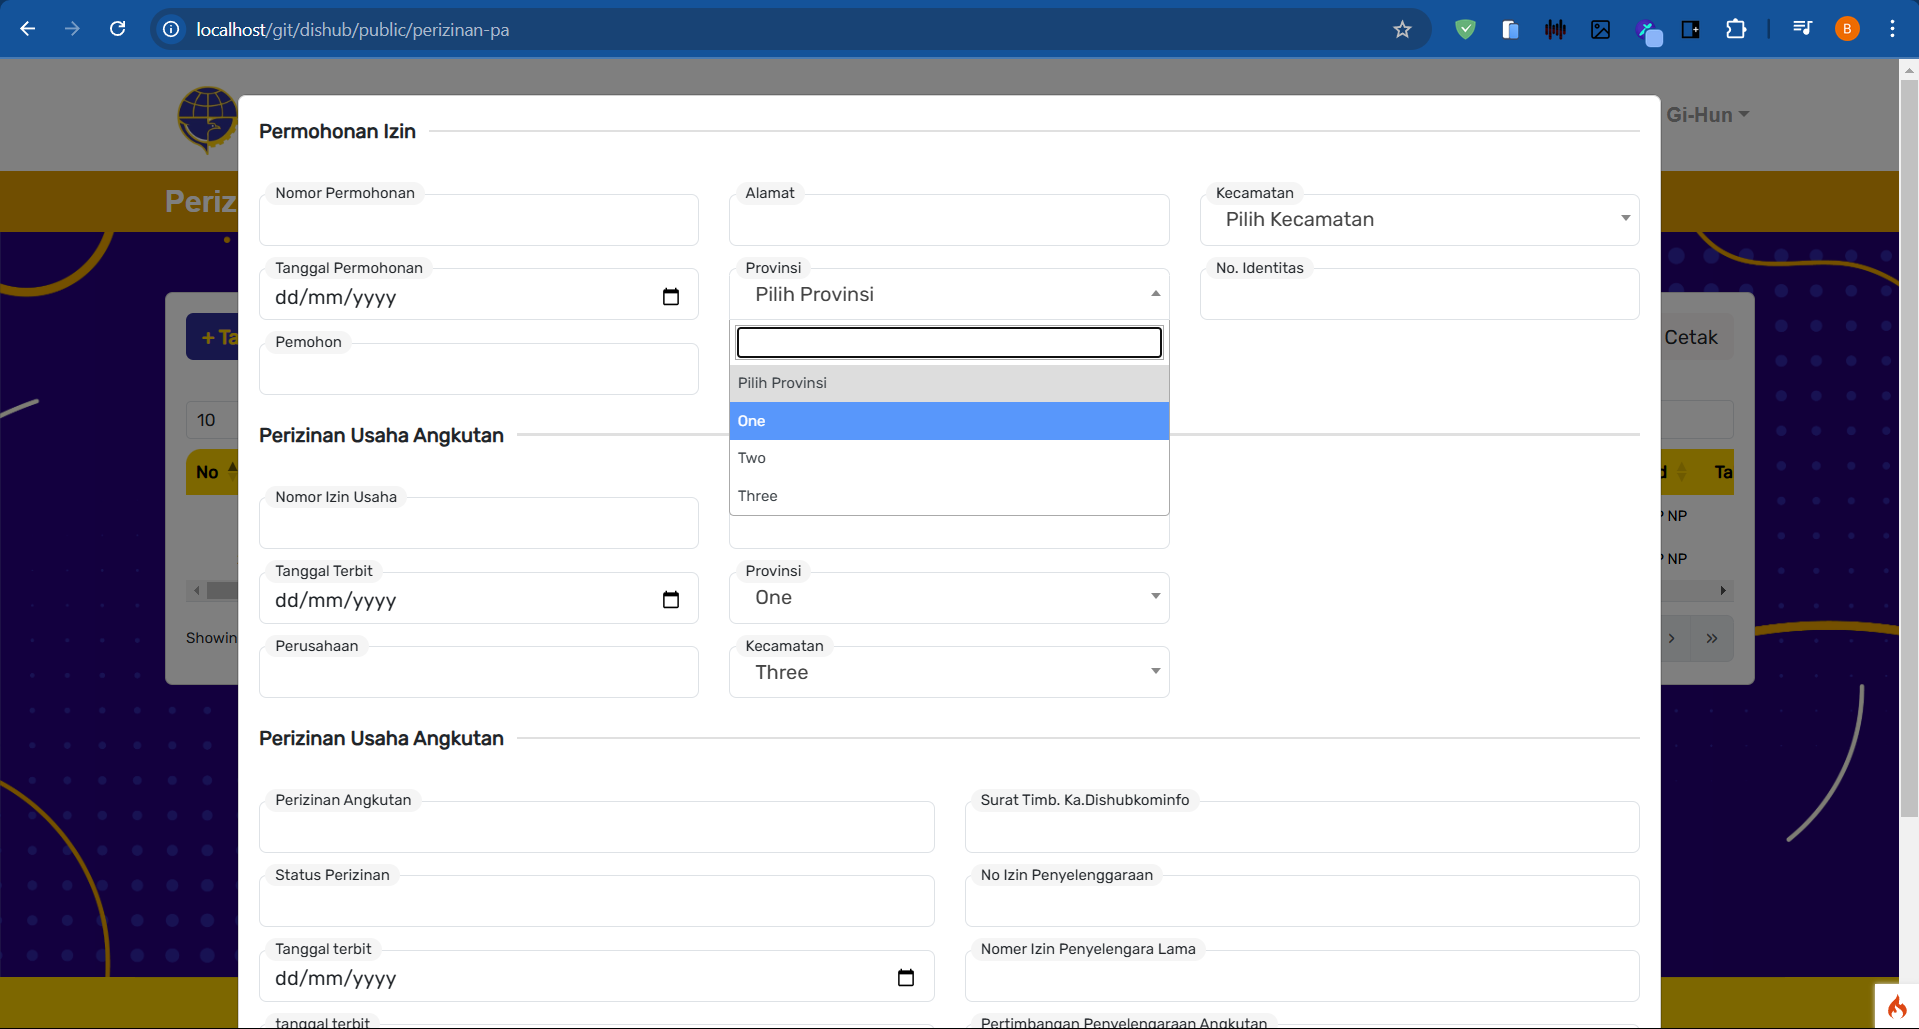 localhost/git/dishub/public/perizinan-pa
B
Gi-Hun
Permohonan Izin
Periz
Nomor Permohonan
Alamat
Kecamatan
Pilih Kecamatan
Tanggal Permohonan
dd/mm/yyyy
Provinsi
Pilih Provinsi
No. Identitas
+ Ta
Cetak
Pemohon
Pilih Provinsi
One
Two
Three
10
Perizinan Usaha Angkutan
No
d
Ta
Nomor Izin Usaha
P NP
P NP
Tanggal Terbit
dd/mm/yyyy
Provinsi
One
Showin
Perusahaan
Kecamatan
Three
› »
Perizinan Usaha Angkutan
Perizinan Angkutan
Surat Timb. Ka.Dishubkominfo
Status Perizinan
No Izin Penyelenggaraan
Tanggal terbit
dd/mm/yyyy
Nomer Izin Penyelengara Lama
tanggal terbit
Pertimbangan Penyelengaraan Angkutan